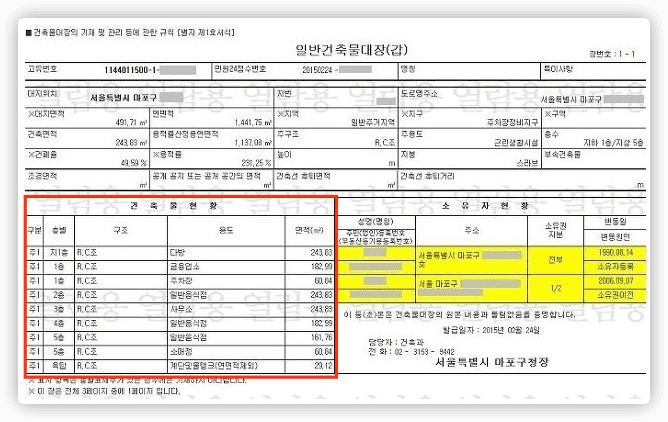 ■ 건축물대장의 기재 및 관리 등에 관한 규칙 [별지 제1호서식]
일반건축물대장(갑)
장번호 : 1 - 1
고유번호 1144011500-1- 민원24접수번호 20150224 - 명칭 특이사항
대지위치 서울특별시 마포구 지번 도로명주소 서울특별시 마포구
※대지면적 491,71 ㎡ 연면적 1,441,75 ㎡ ※지역 일반주거지역 ※지구 주차장정비지구 ※구역
건축면적 243,83 ㎡ 용적률산정용연면적 1,137,08 ㎡ 주구조 R,C조 주용도 근린생활시설 층수 지하 1층/지상 5층
※건폐율 49,59 % ※용적률 231,25 % 높이 m 지붕 스라브 부속건축물
조경면적 ㎡ 공개 공지 또는 공개 공간의 면적 ㎡ 건축선 후퇴면적 ㎡ 건축선 후퇴거리 m
건 축 물 현 황
구분 층별 구조 용도 면적(㎡)
주1 지1층 R,C조 다방 243,83
주1 1층 R,C조 금융업소 182,99
주1 1층 R,C조 주차장 60,84
주1 2층 R,C조 일반음식점 243,83
주1 3층 R,C조 사무소 243,83
주1 4층 R,C조 일반음식점 182,99
주1 5층 R,C조 일반음식점 161,76
주1 5층 R,C조 소매점 60,84
주1 옥탑 R,C조 계단및물탱크(연면적제외) 29,12
소 유 자 현 황
성명(명칭)
주민(법인)등록번호
(부동산등기용등록번호)
주소
소유권
지분
변동일
변동원인
서울특별시 마포구
호
전부
1990,08,14
소유자등록
서울 마포구
1/2
2006,09,07
소유권이전
이 등(초)본은 건축물대장의 원본 내용과 틀림없음을 증명합니다.
발급일자 : 2015년 02월 24일
담당자 : 건축과
전 화 : 02 - 3153 - 9442
서울특별시 마포구청장
※ 표시 항목은 총괄표제부가 있는 경우에는 기재하지 아니합니다.
※ 이 장은 전체 3페이지 중에 1페이지 입니다.
열람용 열람용 열람용